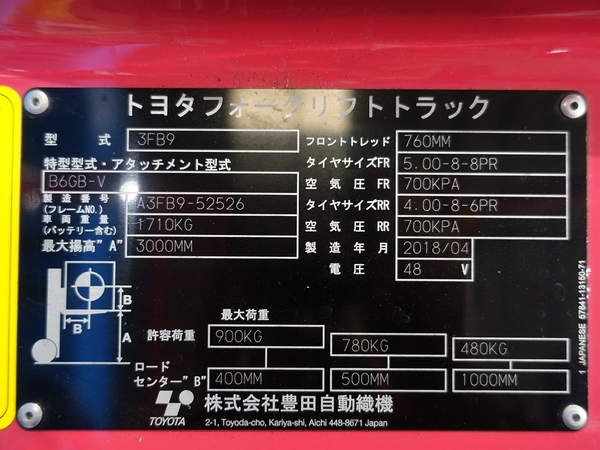 トヨタフォークリフトトラック
型式 3FB9 フロントトレッド 760MM
特型型式・アタッチメント型式 タイヤサイズFR 5.00-8-8PR
B6GB-V 空気圧 FR 700KPA
製造番号 (フレームNO.) A3FB9-52526 タイヤサイズRR 4.00-8-6PR
車両重量 (バッテリー含む) 1710KG 空気圧 RR 700KPA
最大揚高"A" 3000MM 製造年月 2018/04
電圧 48 V
最大荷重
許容荷重 900KG 780KG 480KG
ロード
センター"B" 400MM 500MM 1000MM
B
B
A
TOYOTA 株式会社豊田自動織機
2-1, Toyoda-cho, Kariya-shi, Aichi 448-8671 Japan
1 JAPANESE 57841-13160-71